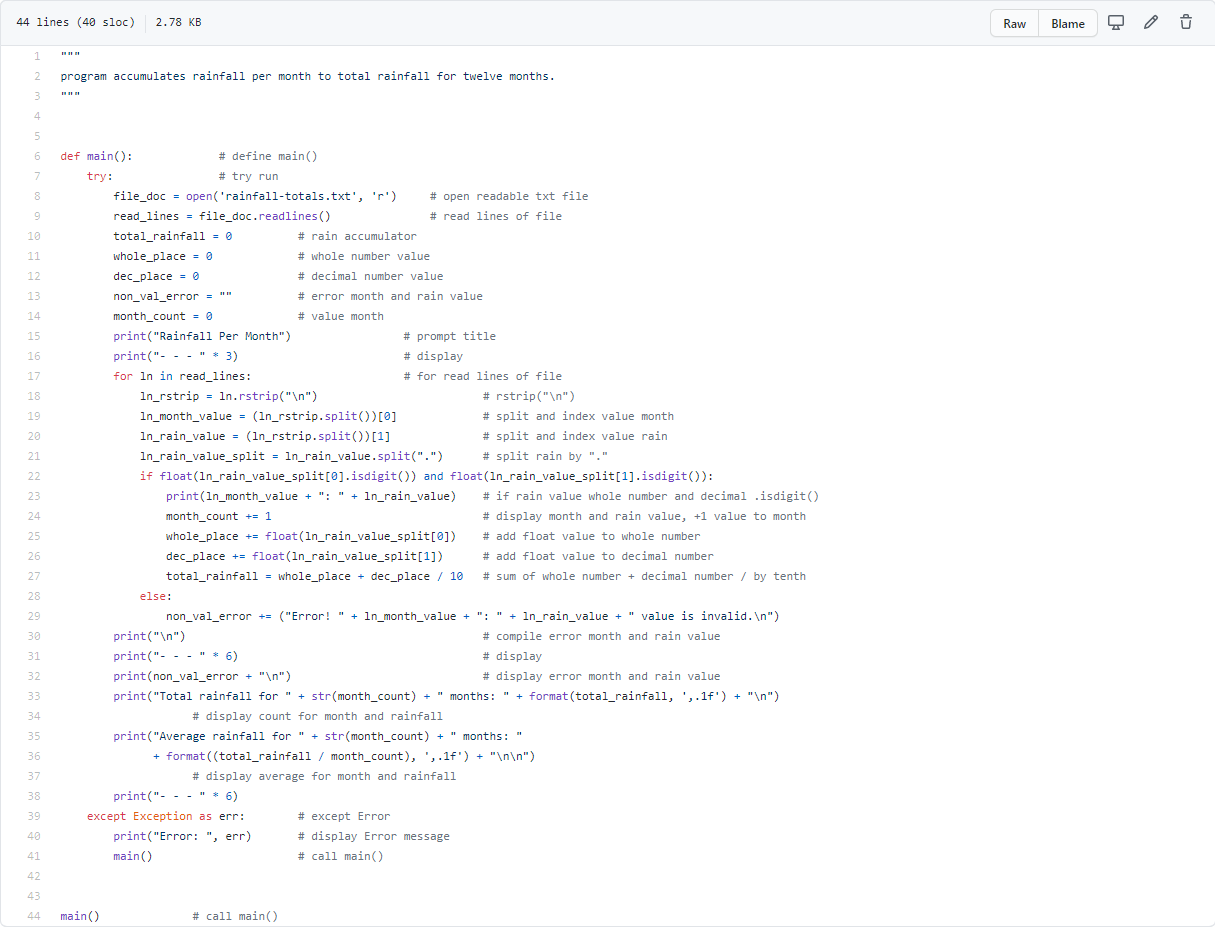 44 lines (40 sloc) 2.78 KB Raw Blame
1 """
2 program accumulates rainfall per month to total rainfall for twelve months.
3 """
4
5
6 def main():             # define main()
7     try:                # try run
8         file_doc = open('rainfall-totals.txt', 'r')     # open readable txt file
9         read_lines = file_doc.readlines()               # read lines of file
10         total_rainfall = 0          # rain accumulator
11         whole_place = 0             # whole number value
12         dec_place = 0               # decimal number value
13         non_val_error = ""          # error month and rain value
14         month_count = 0             # value month
15         print("Rainfall Per Month")                 # prompt title
16         print("- - - " * 3)                         # display
17         for ln in read_lines:                       # for read lines of file
18             ln_rstrip = ln.rstrip("\n")                         # rstrip("\n")
19             ln_month_value = (ln_rstrip.split())[0]             # split and index value month
20             ln_rain_value = (ln_rstrip.split())[1]              # split and index value rain
21             ln_rain_value_split = ln_rain_value.split(".")      # split rain by "."
22             if float(ln_rain_value_split[0].isdigit()) and float(ln_rain_value_split[1].isdigit()):
23                 print(ln_month_value + ": " + ln_rain_value)    # if rain value whole number and decimal .isdigit()
24                 month_count += 1                                # display month and rain value, +1 value to month
25                 whole_place += float(ln_rain_value_split[0])    # add float value to whole number
26                 dec_place += float(ln_rain_value_split[1])      # add float value to decimal number
27                 total_rainfall = whole_place + dec_place / 10   # sum of whole number + decimal number / by tenth
28             else:
29                 non_val_error += ("Error! " + ln_month_value + ": " + ln_rain_value + " value is invalid.\n")
30         print("\n")                                             # compile error month and rain value
31         print("- - - " * 6)                                     # display
32         print(non_val_error + "\n")                             # display error month and rain value
33         print("Total rainfall for " + str(month_count) + " months: " + format(total_rainfall, ',.1f') + "\n")
34                     # display count for month and rainfall
35         print("Average rainfall for " + str(month_count) + " months: "
36               + format((total_rainfall / month_count), ',.1f') + "\n\n")
37                     # display average for month and rainfall
38         print("- - - " * 6)
39     except Exception as err:        # except Error
40         print("Error: ", err)       # display Error message
41         main()                      # call main()
42
43
44 main()              # call main()